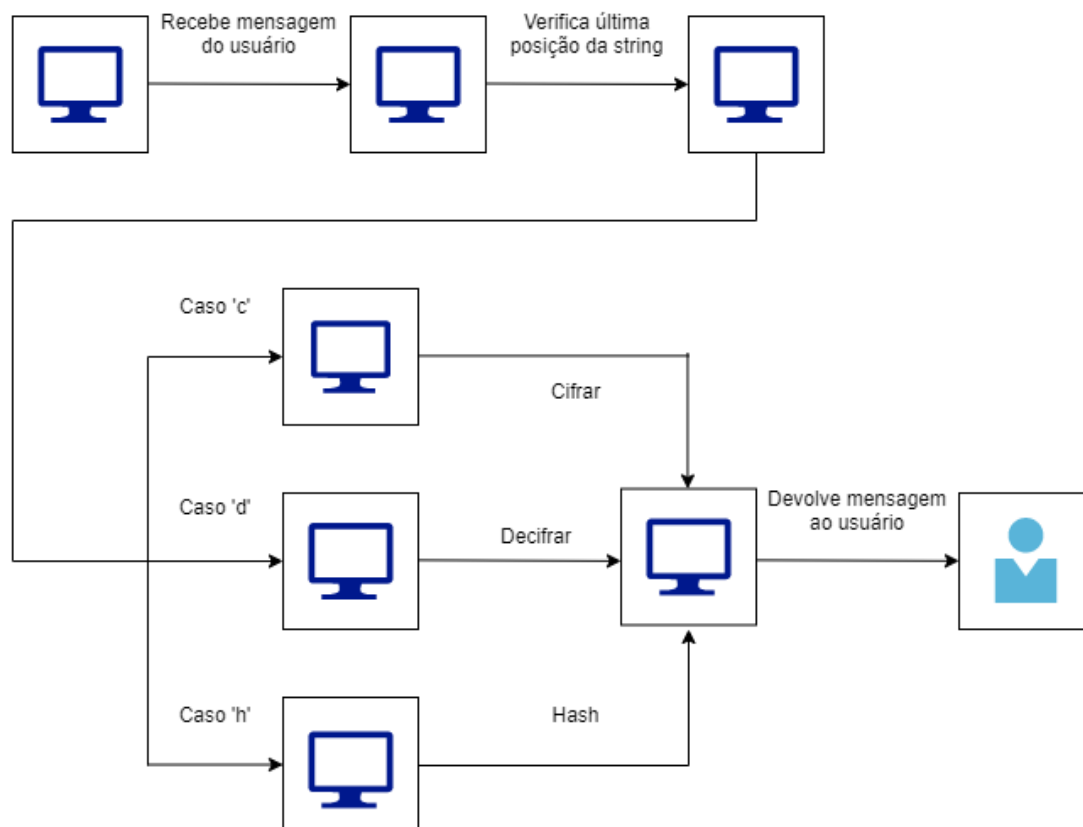 Recebe mensagem
do usuário
Verifica última
posição da string
Caso 'c'
Cifrar
Caso 'd'
Decifrar
Devolve mensagem
ao usuário
Caso 'h'
Hash